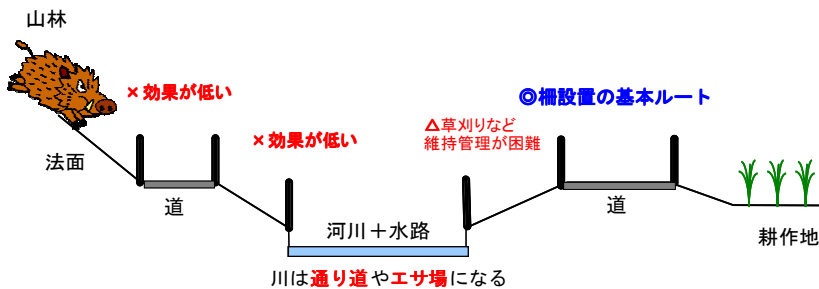 山林
×効果が低い
◎柵設置の基本ルート
×効果が低い
△草刈りなど
維持管理が困難
法面
道
道
河川＋水路
耕作地
川は通り道やエサ場になる